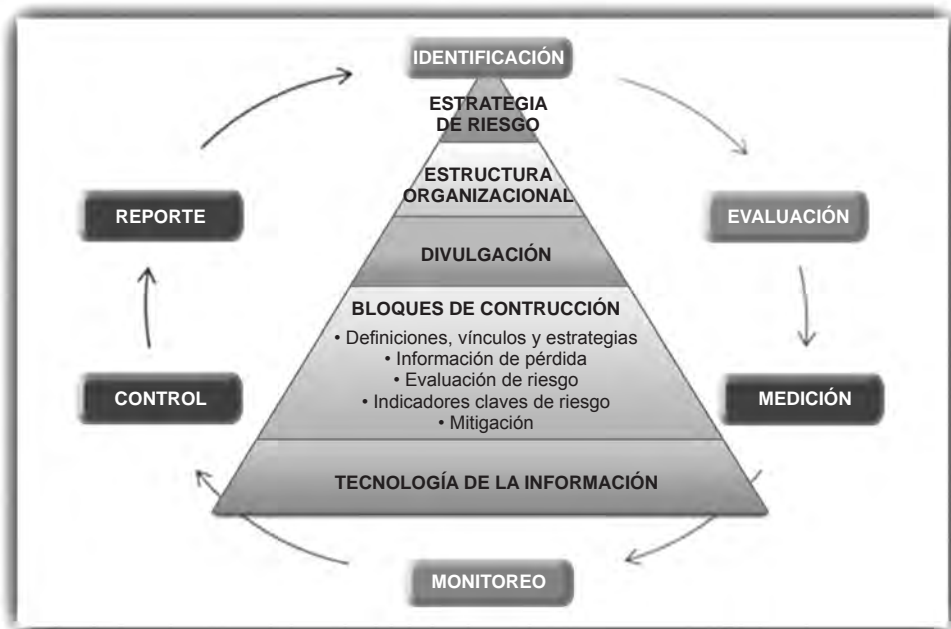 IDENTIFICACIÓN
ESTRATEGIA
DE RIESGO
ESTRUCTURA
ORGANIZACIONAL
REPORTE
EVALUACIÓN
DIVULGACIÓN
BLOQUES DE CONTRUCCIÓN
• Definiciones, vínculos y estrategias
• Información de pérdida
• Evaluación de riesgo
• Indicadores claves de riesgo
• Mitigación
CONTROL
MEDICIÓN
TECNOLOGÍA DE LA INFORMACIÓN
MONITOREO